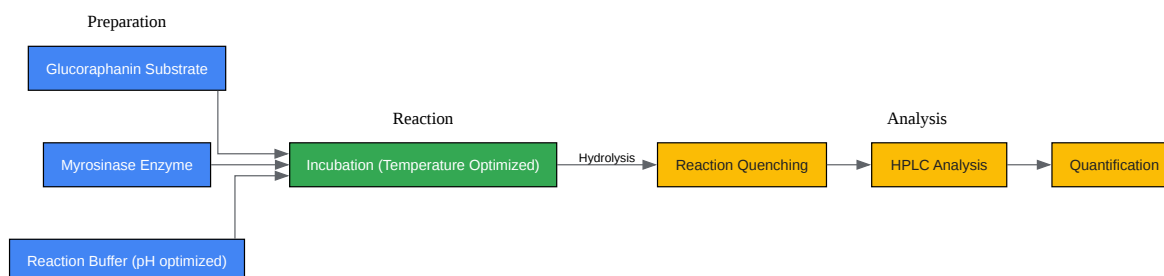 Preparation
Glucoraphanin Substrate
Reaction
Analysis
Myrosinase Enzyme
Incubation (Temperature Optimized)
Hydrolysis
Reaction Quenching
HPLC Analysis
Quantification
Reaction Buffer (pH optimized)